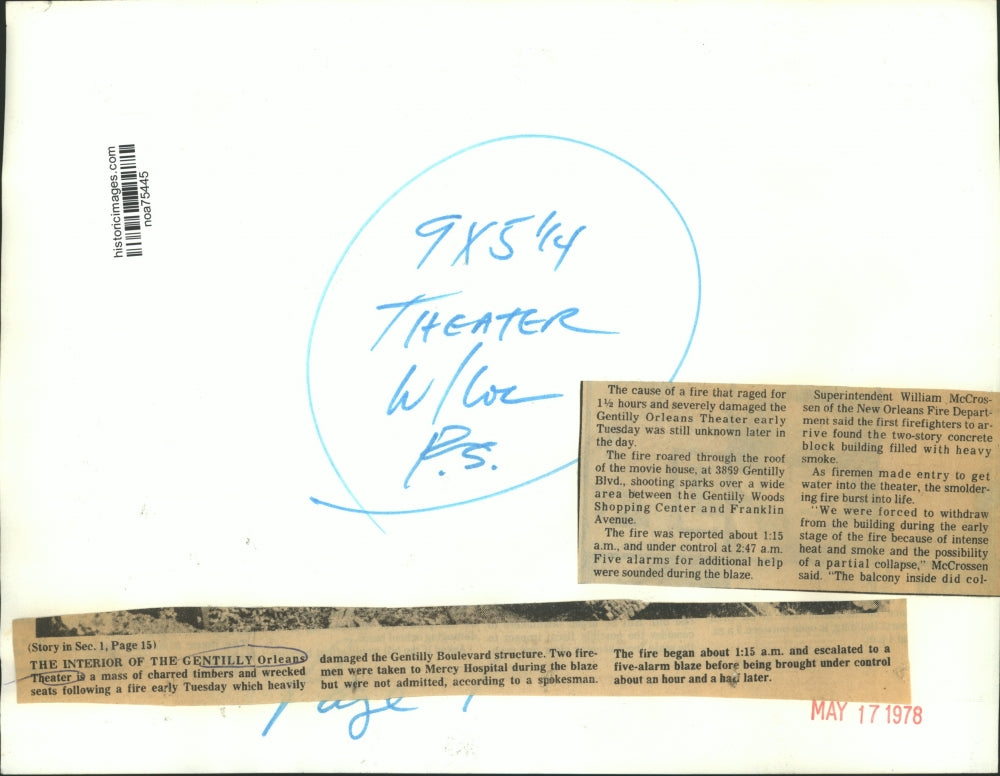 historicimages.com
noa75445
9X5 1/4
THEATER
W/
P.S.
The cause of a fire that raged for
1½ hours and severely damaged the
Gentilly Orleans Theater early
Tuesday was still unknown later in
the day.
The fire roared through the roof
of the movie house, at 3869 Gentilly
Blvd., shooting sparks over a wide
area between the Gentilly Woods
Shopping Center and Franklin
Avenue.
The fire was reported about 1:15
a.m., and under control at 2:47 a.m.
Five alarms for additional help
were sounded during the blaze.
Superintendent William McCros-
sen of the New Orleans Fire Depart-
ment said the first firefighters to ar-
rive found the two-story concrete
block building filled with heavy
smoke.
As firemen made entry to get
water into the theater, the smolder-
ing fire burst into life.
"We were forced to withdraw
from the building during the early
stage of the fire because of intense
heat and smoke and the possibility
of a partial collapse," McCrossen
said. "The balcony inside did col-
(Story in Sec. 1, Page 15)
THE INTERIOR OF THE GENTILLY Orleans
Theater is a mass of charred timbers and wrecked
seats following a fire early Tuesday which heavily
damaged the Gentilly Boulevard structure. Two fire-
men were taken to Mercy Hospital during the blaze
but were not admitted, according to a spokesman.
The fire began about 1:15 a.m. and escalated to a
five-alarm blaze before being brought under control
about an hour and a half later.
Page 1
MAY 17 1978